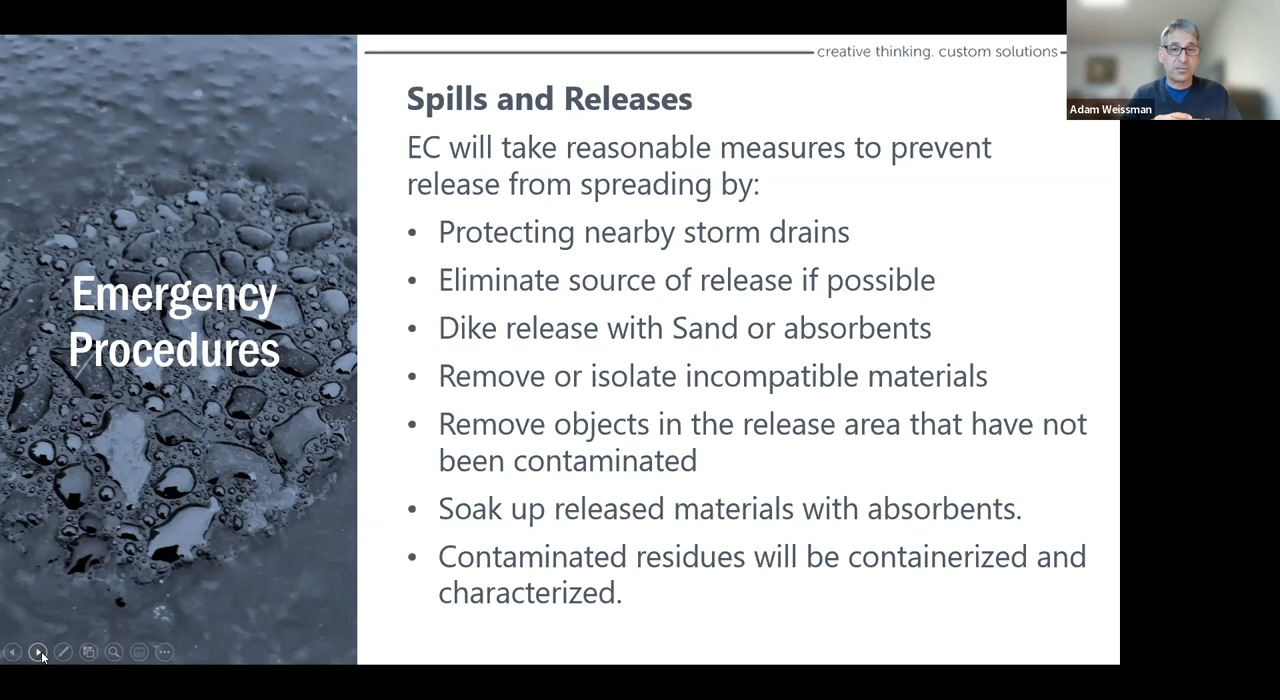 creative thinking. custom solutions
Adam Weissman
Emergency
Procedures
Spills and Releases
EC will take reasonable measures to prevent
release from spreading by:
• Protecting nearby storm drains
• Eliminate source of release if possible
• Dike release with Sand or absorbents
• Remove or isolate incompatible materials
• Remove objects in the release area that have not
been contaminated
• Soak up released materials with absorbents.
• Contaminated residues will be containerized and
characterized.